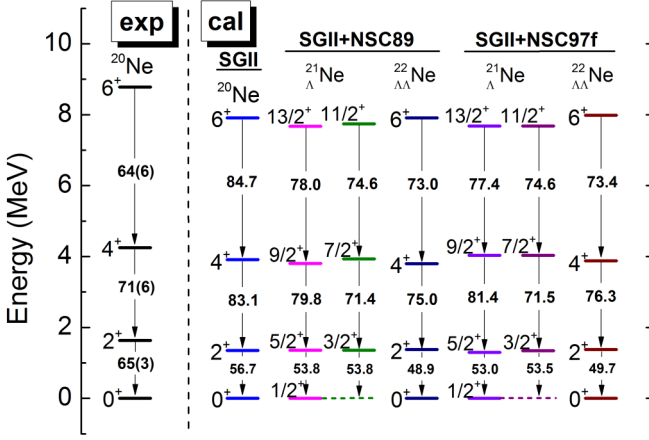 exp cal SGII+NSC89 SGII+NSC97f
SGII
²⁰Ne ²⁰Ne ²¹ΛNe ²²ΛΛNe ²¹ΛNe ²²ΛΛNe
Energy (MeV)
10
8
6
4
2
0
6⁺ 6⁺ 13/2⁺ 11/2⁺ 6⁺ 13/2⁺ 11/2⁺ 6⁺
64(6) 84.7 78.0 74.6 73.0 77.4 74.6 73.4
4⁺ 4⁺ 9/2⁺ 7/2⁺ 4⁺ 9/2⁺ 7/2⁺ 4⁺
71(6) 83.1 79.8 71.4 75.0 81.4 71.5 76.3
2⁺ 2⁺ 5/2⁺ 3/2⁺ 2⁺ 5/2⁺ 3/2⁺ 2⁺
65(3) 56.7 53.8 53.8 48.9 53.0 53.5 49.7
0⁺ 0⁺ 1/2⁺ 0⁺ 1/2⁺ 0⁺